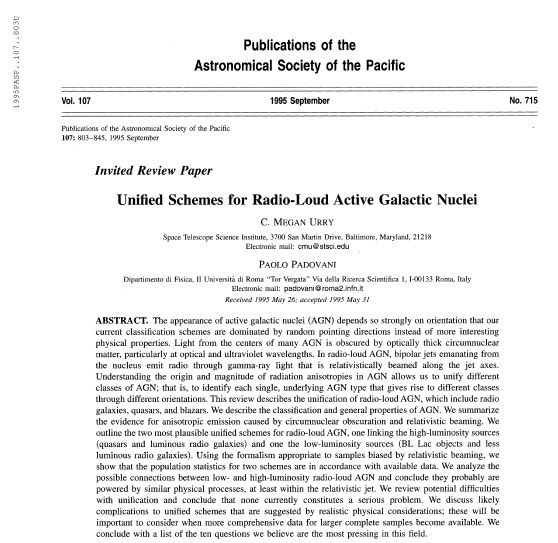 1995PASP..107..803U
Publications of the
Astronomical Society of the Pacific
Vol. 107 1995 September No. 715
Publications of the Astronomical Society of the Pacific
107: 803–845, 1995 September
Invited Review Paper
Unified Schemes for Radio-Loud Active Galactic Nuclei
C. MEGAN URRY
Space Telescope Science Institute, 3700 San Martin Drive, Baltimore, Maryland, 21218
Electronic mail: cmu@stsci.edu
PAOLO PADOVANI
Dipartimento di Fisica, II Università di Roma "Tor Vergata" Via della Ricerca Scientifica 1, I-00133 Roma, Italy
Electronic mail: padovani@roma2.infn.it
Received 1995 May 26; accepted 1995 May 31
ABSTRACT. The appearance of active galactic nuclei (AGN) depends so strongly on orientation that our
current classification schemes are dominated by random pointing directions instead of more interesting
physical properties. Light from the centers of many AGN is obscured by optically thick circumnuclear
matter, particularly at optical and ultraviolet wavelengths. In radio-loud AGN, bipolar jets emanating from
the nucleus emit radio through gamma-ray light that is relativistically beamed along the jet axes.
Understanding the origin and magnitude of radiation anisotropies in AGN allows us to unify different
classes of AGN; that is, to identify each single, underlying AGN type that gives rise to different classes
through different orientations. This review describes the unification of radio-loud AGN, which include radio
galaxies, quasars, and blazars. We describe the classification and general properties of AGN. We summarize
the evidence for anisotropic emission caused by circumnuclear obscuration and relativistic beaming. We
outline the two most plausible unified schemes for radio-loud AGN, one linking the high-luminosity sources
(quasars and luminous radio galaxies) and one the low-luminosity sources (BL Lac objects and less
luminous radio galaxies). Using the formalism appropriate to samples biased by relativistic beaming, we
show that the population statistics for two schemes are in accordance with available data. We analyze the
possible connections between low- and high-luminosity radio-loud AGN and conclude they probably are
powered by similar physical processes, at least within the relativistic jet. We review potential difficulties
with unification and conclude that none currently constitutes a serious problem. We discuss likely
complications to unified schemes that are suggested by realistic physical considerations; these will be
important to consider when more comprehensive data for larger complete samples become available. We
conclude with a list of the ten questions we believe are the most pressing in this field.